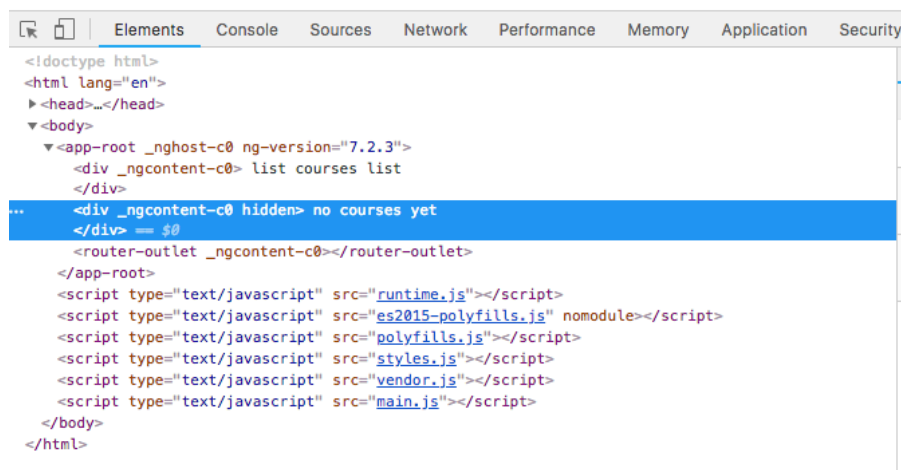 Elements Console Sources Network Performance Memory Application Security
<!doctype html>
<html lang="en">
▶<head>…</head>
▼<body>
▼<app-root _nghost-c0 ng-version="7.2.3">
<div _ngcontent-c0> list courses list
</div>
... <div _ngcontent-c0 hidden> no courses yet
</div> == $0
<router-outlet _ngcontent-c0></router-outlet>
</app-root>
<script type="text/javascript" src="runtime.js"></script>
<script type="text/javascript" src="es2015-polyfills.js" nomodule></script>
<script type="text/javascript" src="polyfills.js"></script>
<script type="text/javascript" src="styles.js"></script>
<script type="text/javascript" src="vendor.js"></script>
<script type="text/javascript" src="main.js"></script>
</body>
</html>